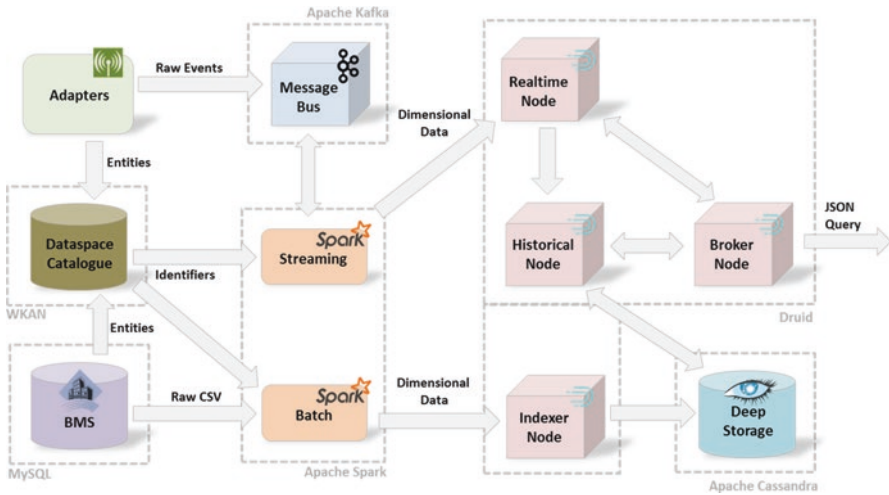 Apache Kafka
Adapters
Raw Events
Message
Bus
Realtime
Node
Dimensional
Data
Entities
Dataspace
Catalogue
WKAN
Identifiers
Spark
Streaming
Historical
Node
Broker
Node
JSON
Query
Druid
Entities
BMS
MySQL
Raw CSV
Spark
Batch
Apache Spark
Dimensional
Data
Indexer
Node
Deep
Storage
Apache Cassandra